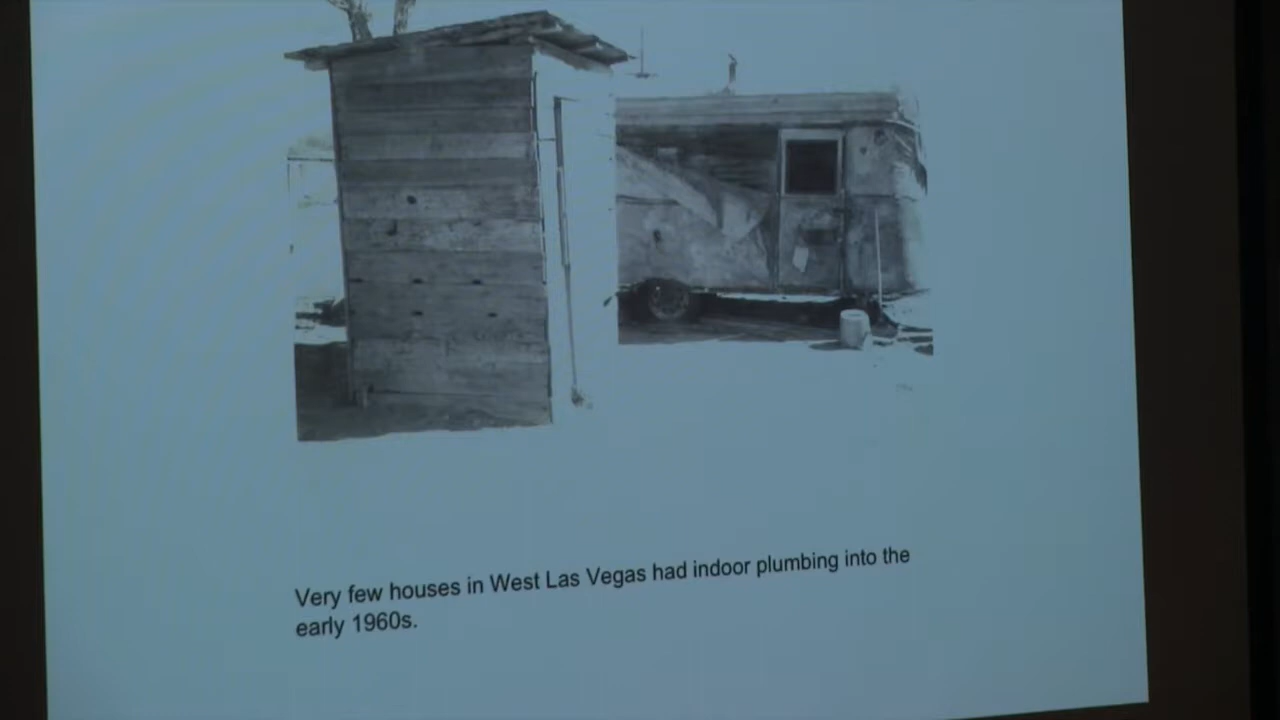 Very few houses in West Las Vegas had indoor plumbing into the
early 1960s.